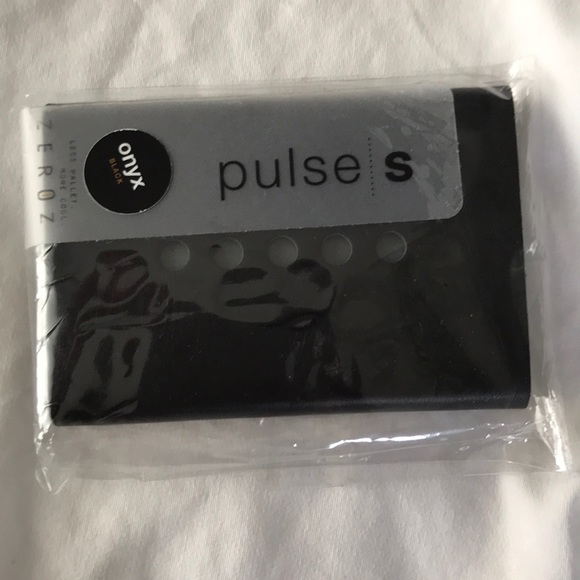 pulse s
onyx
BLACK
ZEROZ
LESS WALLET.
MORE COOL